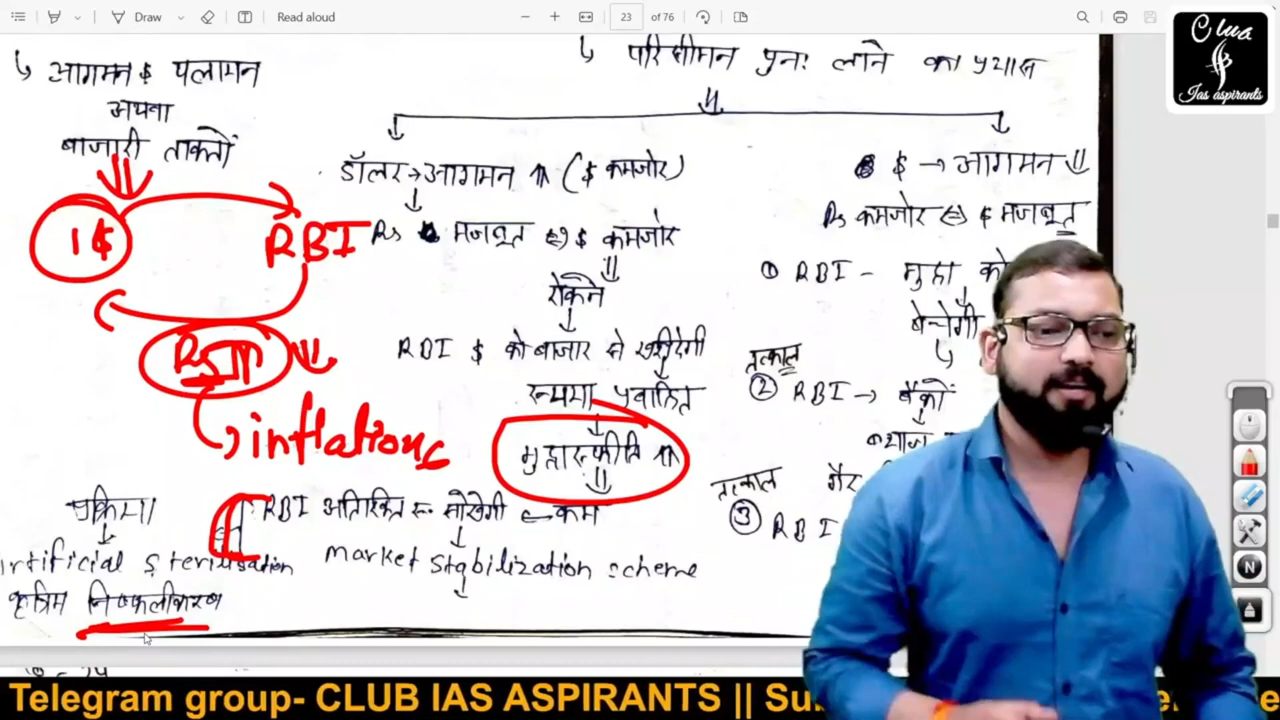 Draw
Read aloud
23 of 76
Club
Ias aspirants
↳ आगमन $ पलायन
अथवा
बाजारी ताकतों
1 $
RBI
Rs
inflation
↳ परिसीमन पुनः लाने का प्रयास
डॉलर → आगमन ↑↑ ($ कमजोर)
Rs मजबूत $ कमजोर
रोकने
RBI $ को बाजार से खरीदेगी
रुपया प्रवाहित
मुद्रास्फीति ↑↑
RBI अतिरिक्त रू सोखेगी ← कम
market stabilization scheme
प्रक्रिया
artificial sterilisation
कृत्रिम निष्फलीकरण
$ → आगमन ⇓
Rs कमजोर $ मजबूत
① RBI - मुद्रा को
बेचेगी
तत्काल
② RBI → बैंकों
ब्याज
तत्काल गैर
③ RBI
N
Telegram group- CLUB IAS ASPIRANTS || Su